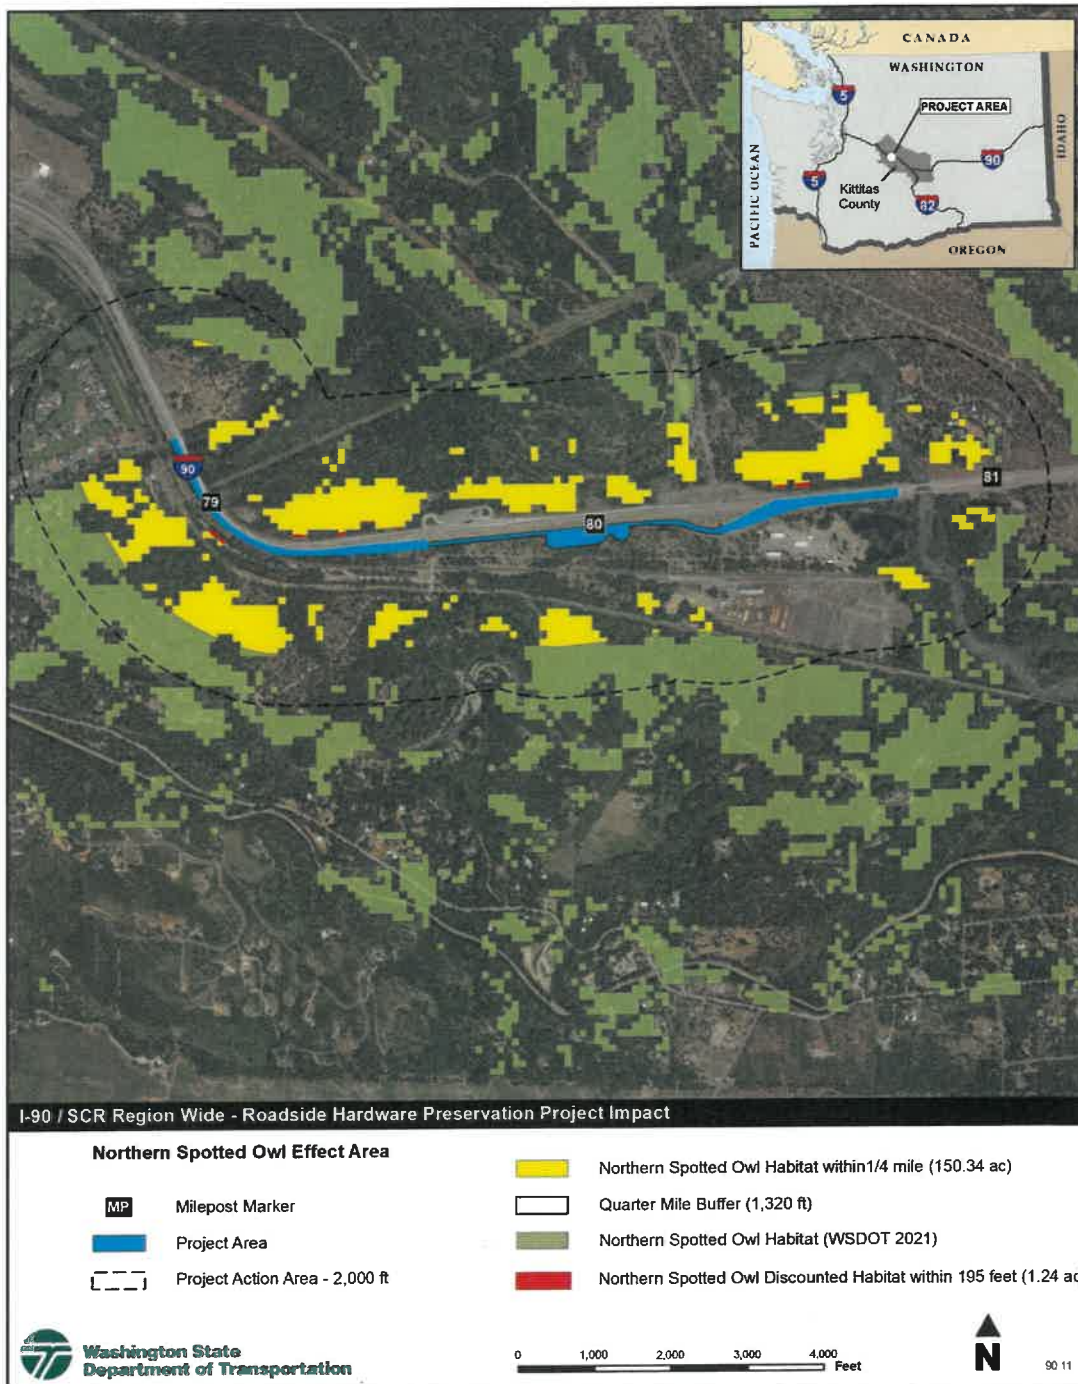 CANADA
WASHINGTON
5
PROJECT AREA
90
IDAHO
PACIFIC OCEAN
5
Kittitas
County
82
OREGON
90
79
80
81
I-90 / SCR Region Wide - Roadside Hardware Preservation Project Impact
Northern Spotted Owl Effect Area
MP Milepost Marker
Project Area
Project Action Area - 2,000 ft
Northern Spotted Owl Habitat within1/4 mile (150.34 ac)
Quarter Mile Buffer (1,320 ft)
Northern Spotted Owl Habitat (WSDOT 2021)
Northern Spotted Owl Discounted Habitat within 195 feet (1.24 ac
Washington State
Department of Transportation
0 1,000 2,000 3,000 4,000
Feet
N
90 11